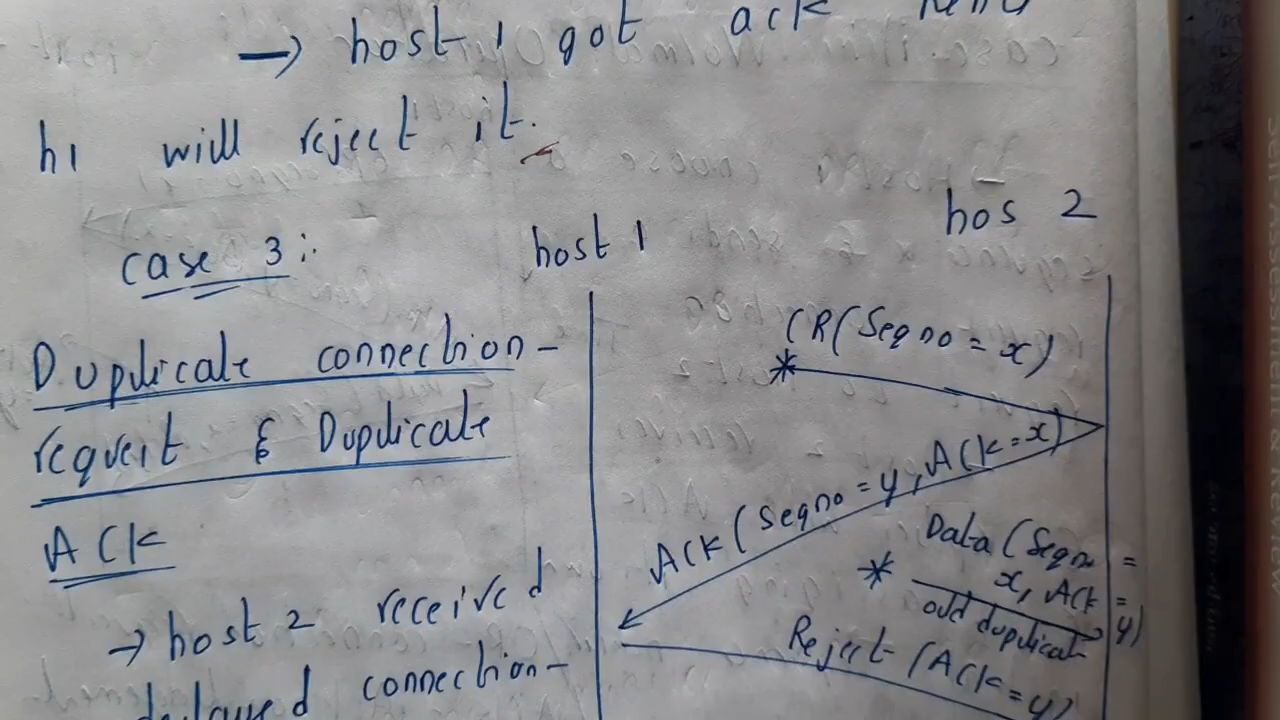 → host 1 got ack
h1 will reject it.
case 3:
host 1
hos 2
Duplicate connection-
request & Duplicate
ACK
→ host 2 received
delayed connection-
CR(Seqno = x)
ACK(Seqno = y, ACK = x)
Data (Seqno =
x, ACK =
y)
old duplicate
Reject (ACK = y)